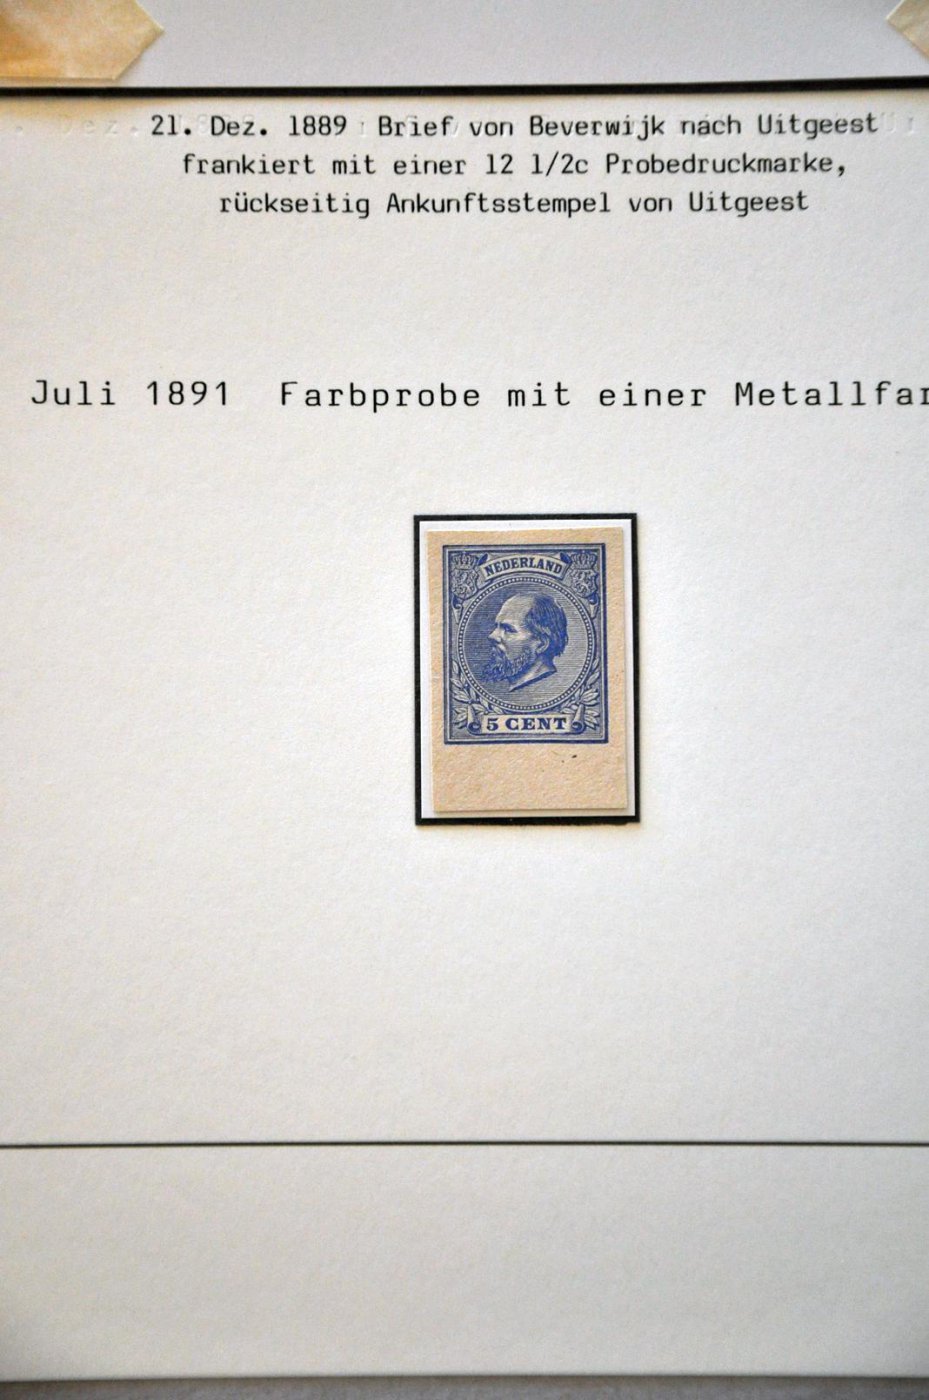 21. Dez. 1889 Brief von Beverwijk nach Uitgeest
frankiert mit einer 12 1/2c Probedruckmarke,
rückseitig Ankunftsstempel von Uitgeest
Juli 1891 Farbprobe mit einer Metallfar
NEDERLAND
5 CENT